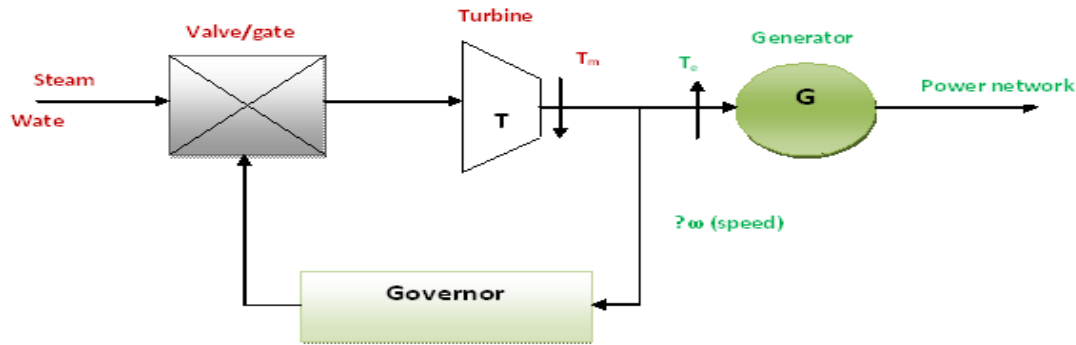 Turbine
Valve/gate
Generator
Steam
Tm
Te
Power network
G
Wate
T
?ω (speed)
Governor